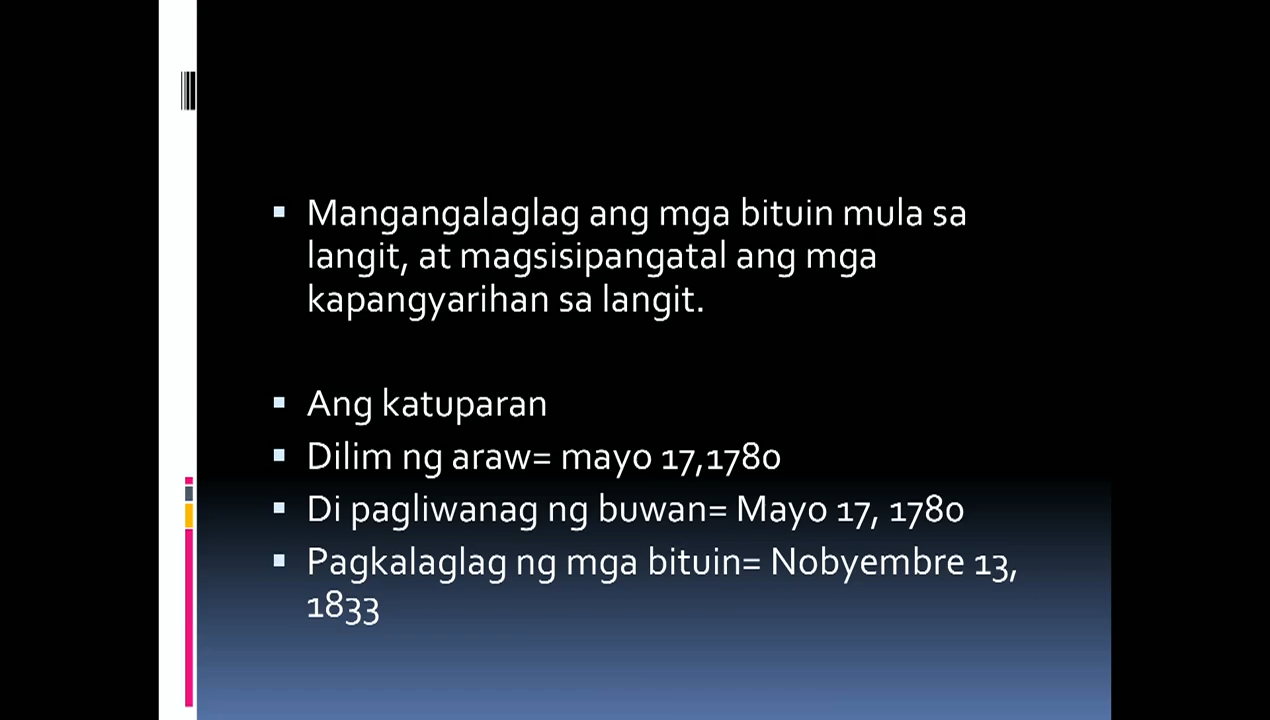 Mangangalaglag ang mga bituin mula sa
langit, at magsisipangatal ang mga
kapangyarihan sa langit.
Ang katuparan
Dilim ng araw= mayo 17,1780
Di pagliwanag ng buwan= Mayo 17, 1780
Pagkalaglag ng mga bituin= Nobyembre 13,
1833